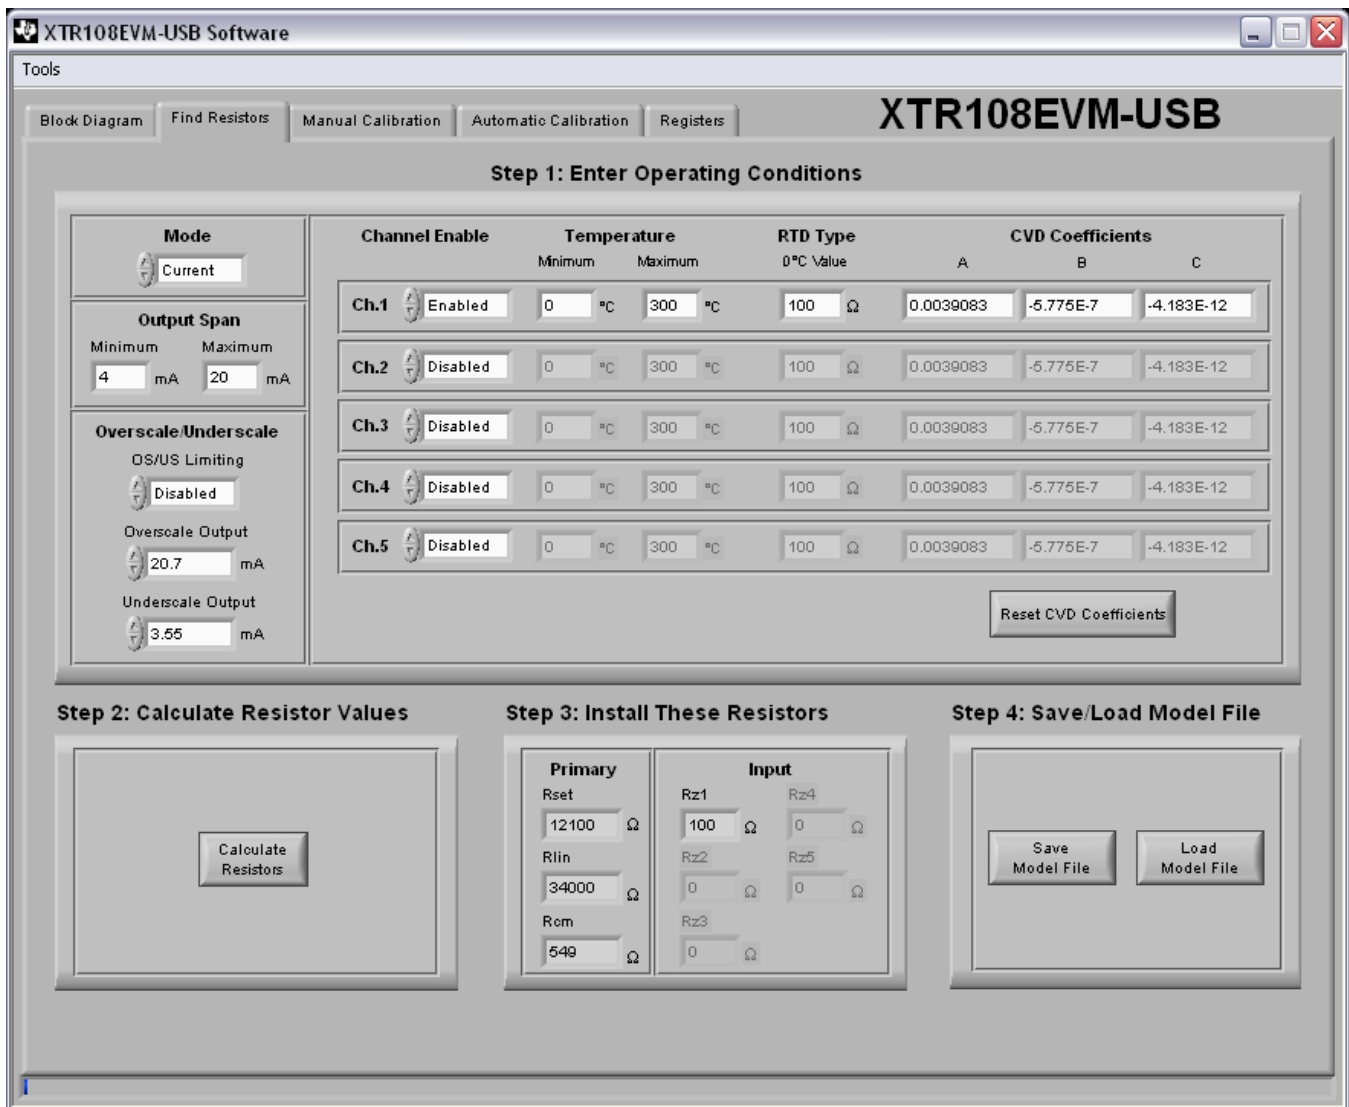 XTR108EVM-USB Software
Tools
Block Diagram Find Resistors Manual Calibration Automatic Calibration Registers
XTR108EVM-USB
Step 1: Enter Operating Conditions
Mode
Current
Output Span
Minimum Maximum
4 mA 20 mA
Overscale/Underscale
OS/US Limiting
Disabled
Overscale Output
20.7 mA
Underscale Output
3.55 mA
Channel Enable Temperature RTD Type CVD Coefficients
Minimum Maximum 0°C Value A B C
Ch.1 Enabled 0 °C 300 °C 100 Ω 0.0039083 -5.775E-7 -4.183E-12
Ch.2 Disabled 0 °C 300 °C 100 Ω 0.0039083 -5.775E-7 -4.183E-12
Ch.3 Disabled 0 °C 300 °C 100 Ω 0.0039083 -5.775E-7 -4.183E-12
Ch.4 Disabled 0 °C 300 °C 100 Ω 0.0039083 -5.775E-7 -4.183E-12
Ch.5 Disabled 0 °C 300 °C 100 Ω 0.0039083 -5.775E-7 -4.183E-12
Reset CVD Coefficients
Step 2: Calculate Resistor Values
Calculate
Resistors
Step 3: Install These Resistors
Primary
Rset
12100 Ω
Rlin
34000 Ω
Rcm
549 Ω
Input
Rz1 Rz4
100 Ω 0 Ω
Rz2 Rz5
0 Ω 0 Ω
Rz3
0 Ω
Step 4: Save/Load Model File
Save
Model File
Load
Model File